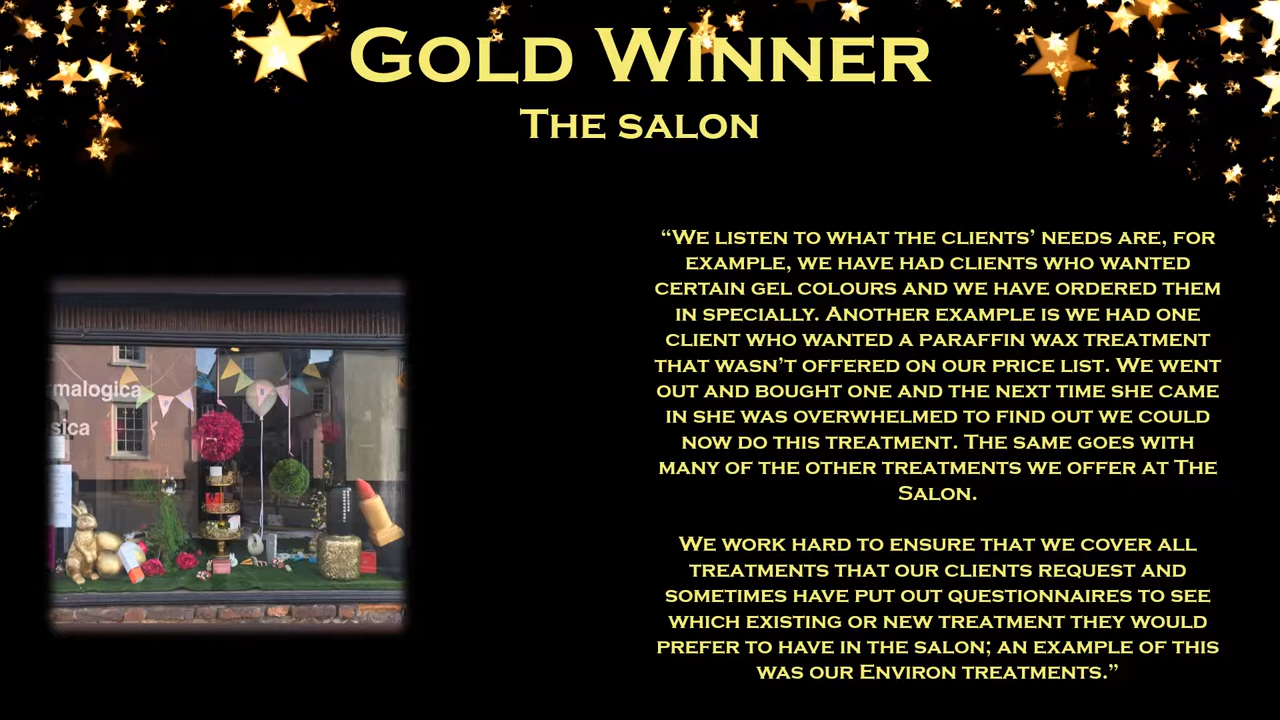 GOLD WINNER
THE SALON
“WE LISTEN TO WHAT THE CLIENTS’ NEEDS ARE, FOR
EXAMPLE, WE HAVE HAD CLIENTS WHO WANTED
CERTAIN GEL COLOURS AND WE HAVE ORDERED THEM
IN SPECIALLY. ANOTHER EXAMPLE IS WE HAD ONE
CLIENT WHO WANTED A PARAFFIN WAX TREATMENT
THAT WASN’T OFFERED ON OUR PRICE LIST. WE WENT
OUT AND BOUGHT ONE AND THE NEXT TIME SHE CAME
IN SHE WAS OVERWHELMED TO FIND OUT WE COULD
NOW DO THIS TREATMENT. THE SAME GOES WITH
MANY OF THE OTHER TREATMENTS WE OFFER AT THE
SALON.
WE WORK HARD TO ENSURE THAT WE COVER ALL
TREATMENTS THAT OUR CLIENTS REQUEST AND
SOMETIMES HAVE PUT OUT QUESTIONNAIRES TO SEE
WHICH EXISTING OR NEW TREATMENT THEY WOULD
PREFER TO HAVE IN THE SALON; AN EXAMPLE OF THIS
WAS OUR ENVIRON TREATMENTS.”
malogica
sica